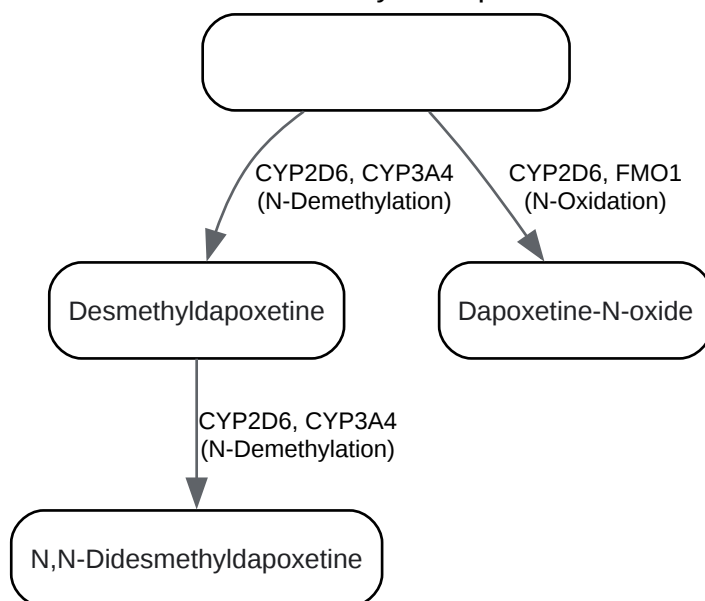 CYP2D6, CYP3A4
(N-Demethylation)
CYP2D6, FMO1
(N-Oxidation)
Desmethyldapoxetine
Dapoxetine-N-oxide
CYP2D6, CYP3A4
(N-Demethylation)
N,N-Didesmethyldapoxetine